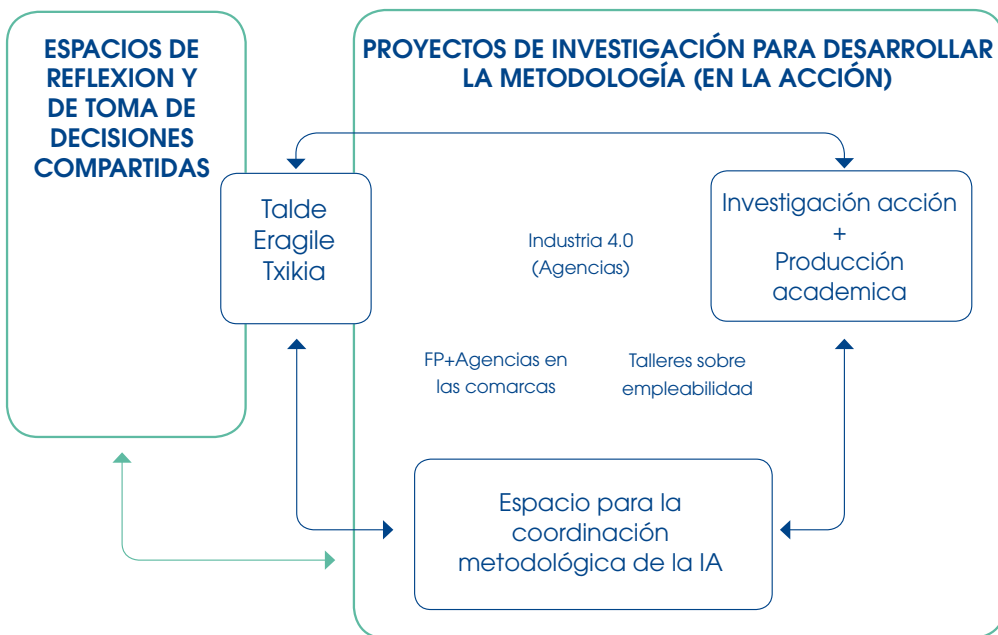 ESPACIOS DE
REFLEXION Y
DE TOMA DE
DECISIONES
COMPARTIDAS
PROYECTOS DE INVESTIGACIÓN PARA DESARROLLAR
LA METODOLOGÍA (EN LA ACCIÓN)
Talde
Eragile
Txikia
Industria 4.0
(Agencias)
Investigación acción
+
Producción
academica
FP+Agencias en
las comarcas
Talleres sobre
empleabilidad
Espacio para la
coordinación
metodológica de la IA